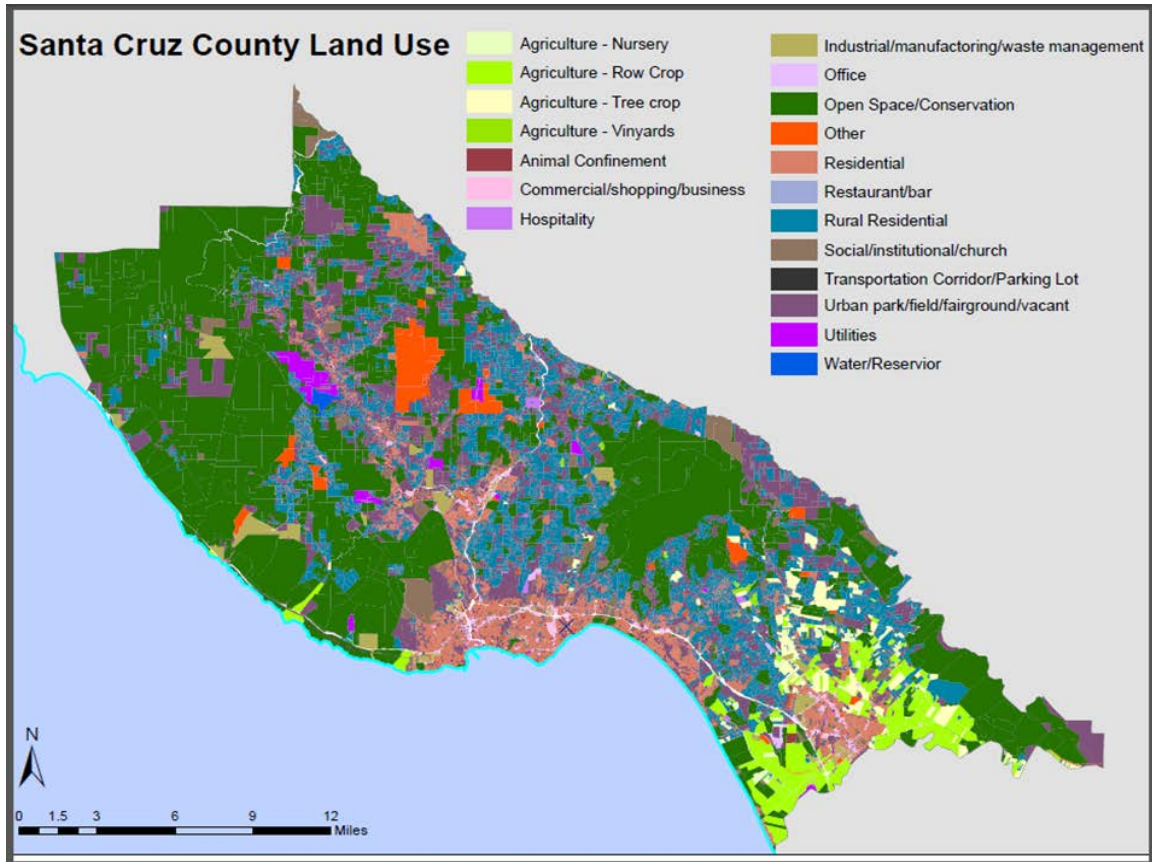 Santa Cruz County Land Use
Agriculture - Nursery
Agriculture - Row Crop
Agriculture - Tree crop
Agriculture - Vinyards
Animal Confinement
Commercial/shopping/business
Hospitality
Industrial/manufactoring/waste management
Office
Open Space/Conservation
Other
Residential
Restaurant/bar
Rural Residential
Social/institutional/church
Transportation Corridor/Parking Lot
Urban park/field/fairground/vacant
Utilities
Water/Reservior
N
0 1.5 3 6 9 12
Miles